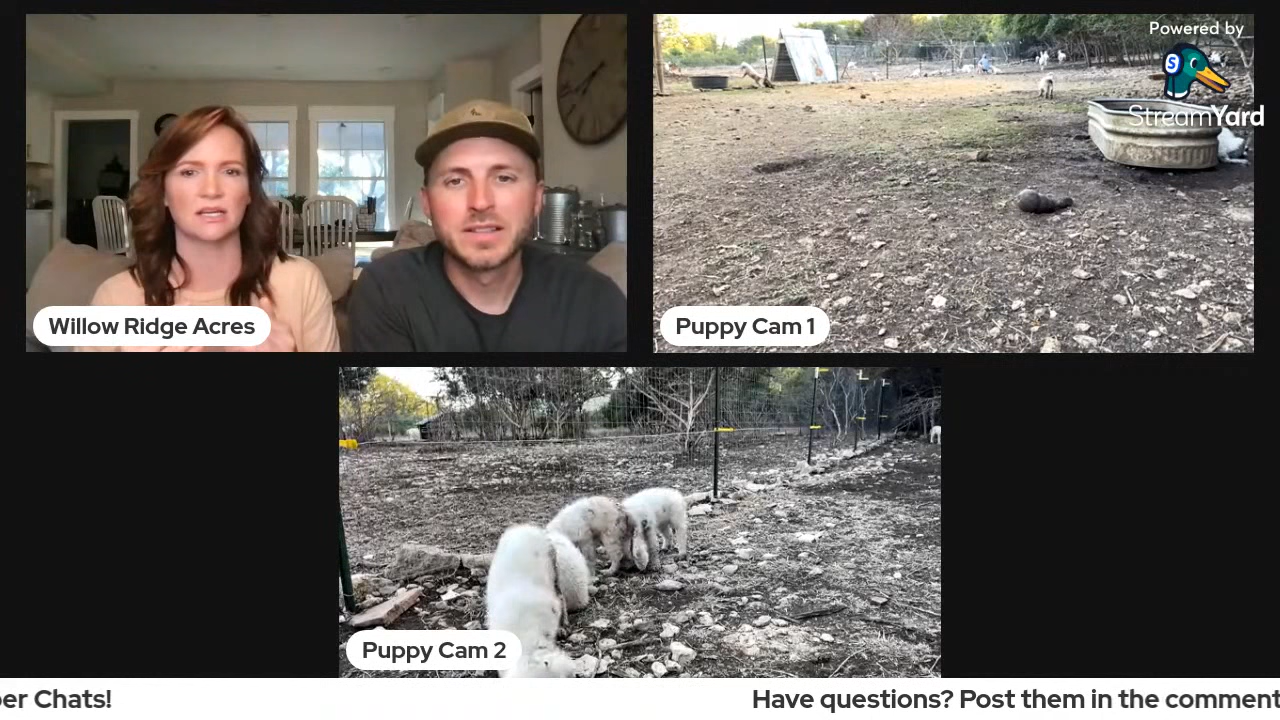 Powered by
S
StreamYard
Willow Ridge Acres
Puppy Cam 1
Puppy Cam 2
er Chats!
Have questions? Post them in the comment